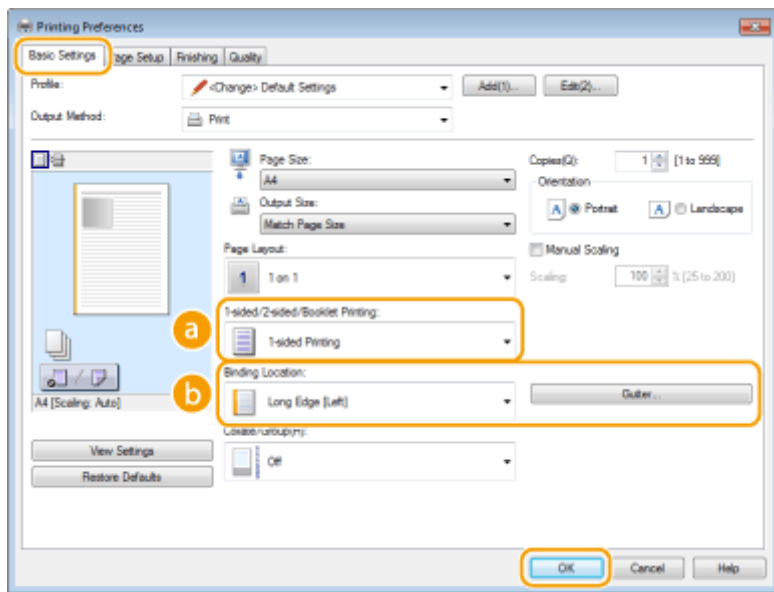 Printing Preferences
Basic Settings Page Setup Finishing Quality
Profile: <Change> Default Settings Add(1)... Edit(2)...
Output Method: Print
Page Size:
A4
Output Size:
Match Page Size
Copies(Q): 1 [1 to 999]
Orientation
A Portrait A Landscape
Page Layout:
1 1 on 1
Manual Scaling
Scaling: 100 % [25 to 200]
a 1-sided/2-sided/Booklet Printing:
1-sided Printing
b Binding Location:
Long Edge [Left] Gutter...
A4 [Scaling: Auto]
Collate/Group(H):
Off
View Settings
Restore Defaults
OK Cancel Help